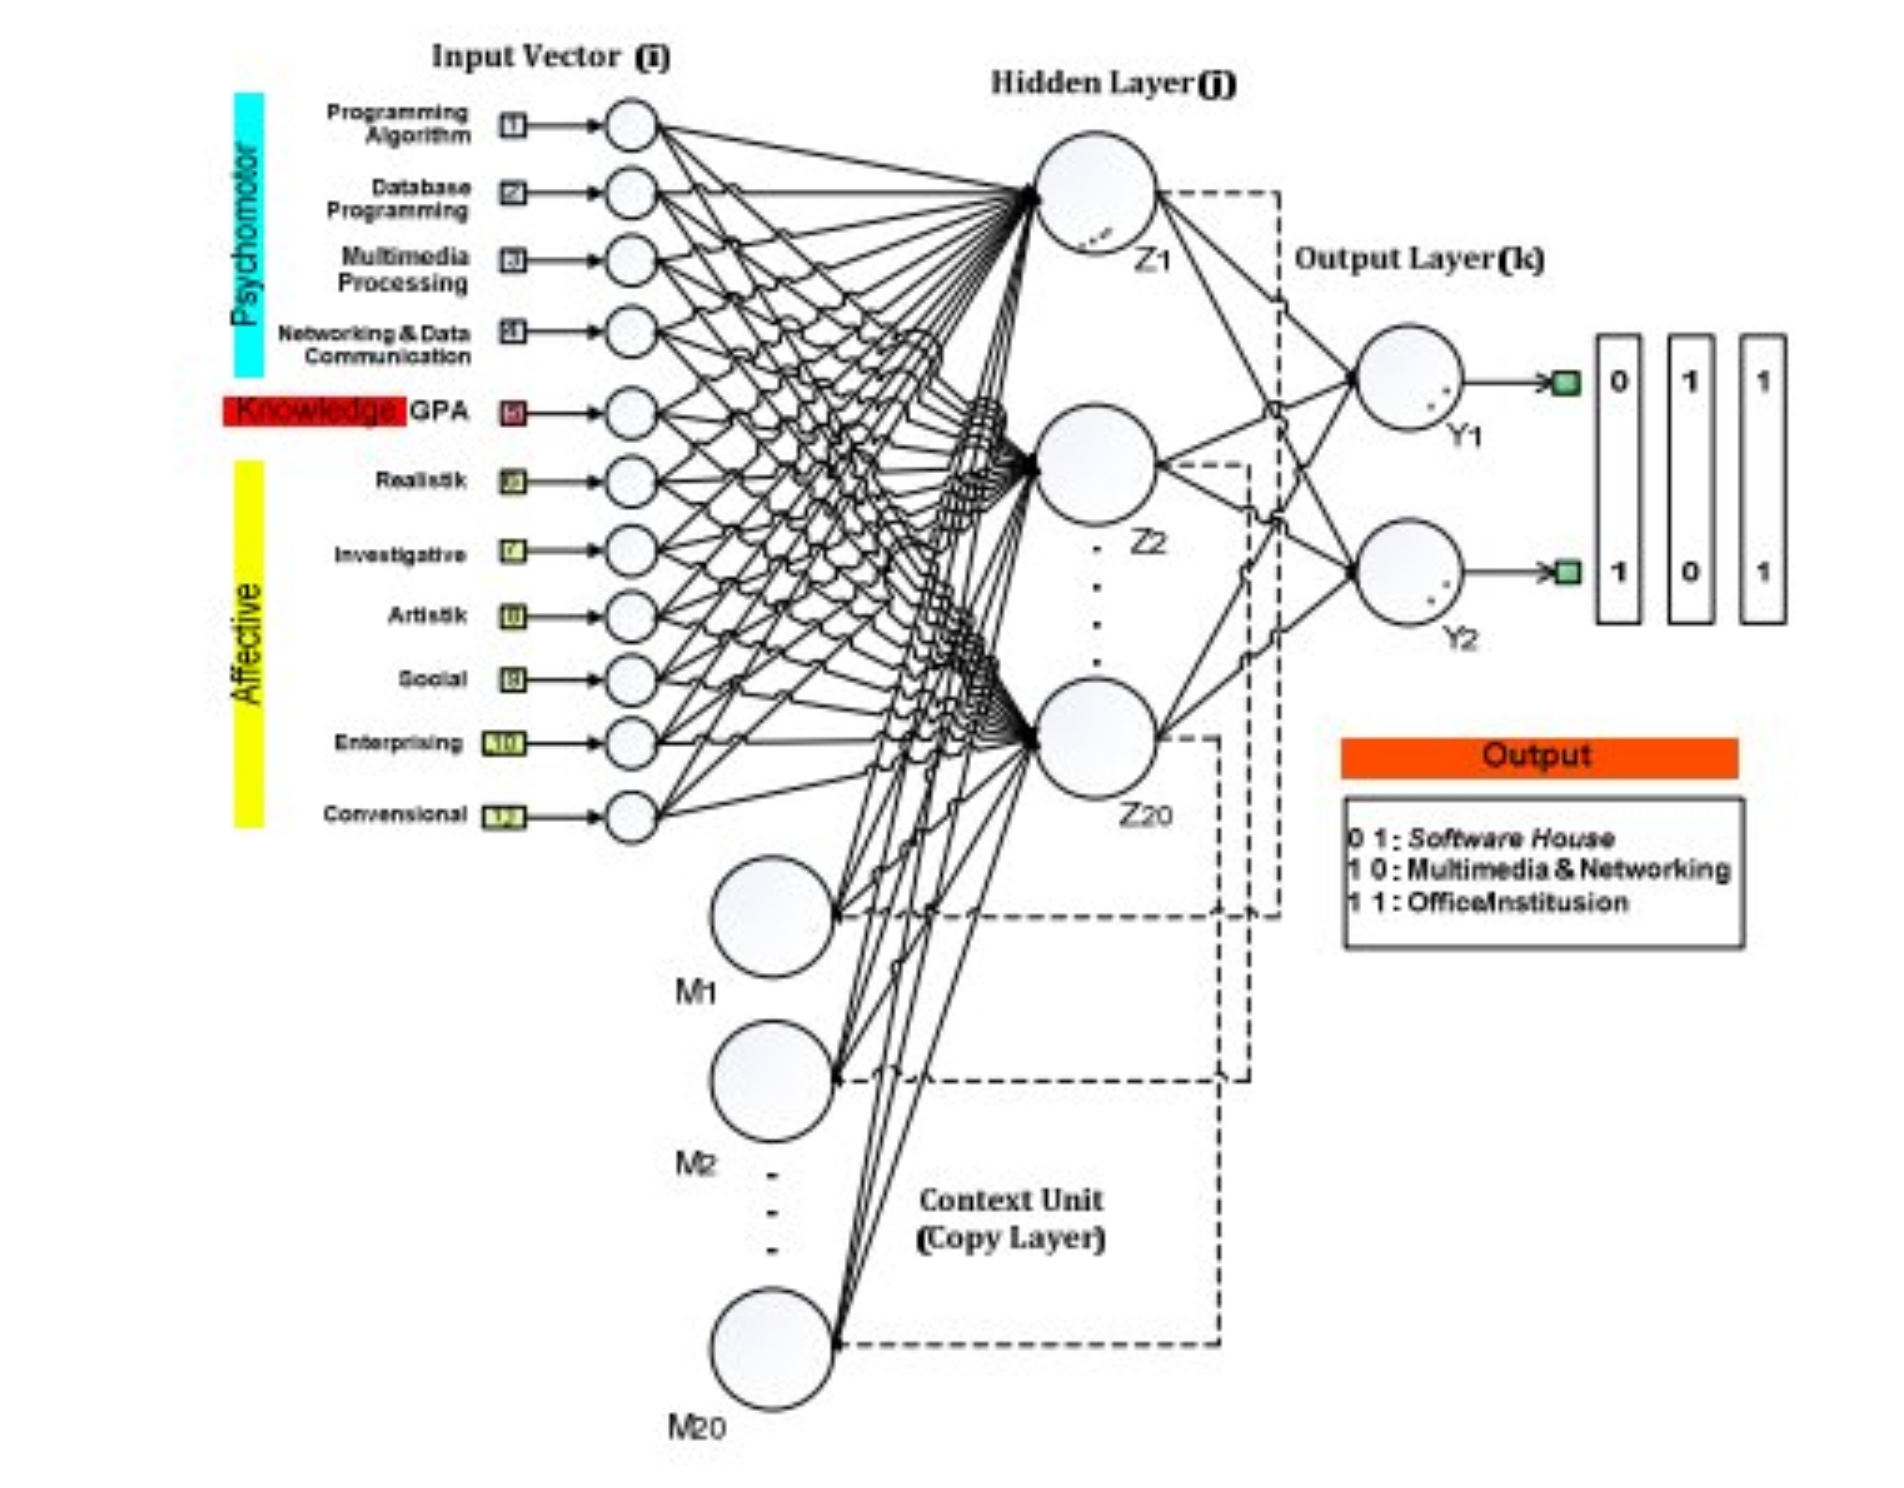 Input Vector (i)
Hidden Layer(j)
Output Layer(k)
Psychomotor
Programming
Algorithm
1
Database
Programming
2
Multimedia
Processing
3
Networking & Data
Communication
4
Knowledge
GPA
Affective
Realistik
6
Investigative
7
Artistik
8
Social
9
Enterprising
10
Convensional
Z1
Z2
Z20
Y1
Y2
0 1 1
1 0 1
Output
0 1 : Software House
1 0 : Multimedia & Networking
1 1 : Office/Institusion
M1
M2
M20
Context Unit
(Copy Layer)